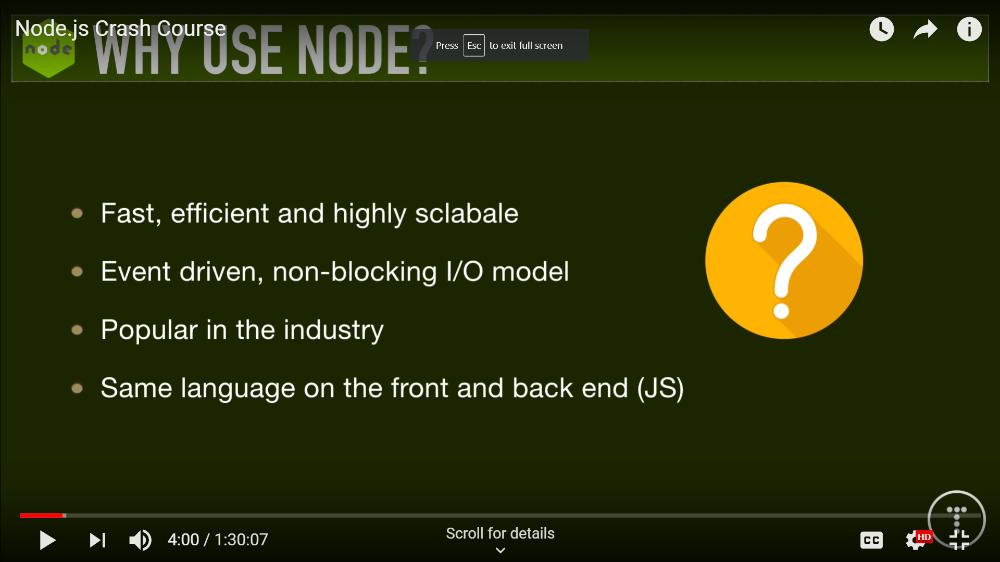 Node.js Crash Course
node WHY USE NODE?
Press Esc to exit full screen
Fast, efficient and highly sclabale
Event driven, non-blocking I/O model
Popular in the industry
Same language on the front and back end (JS)
Scroll for details
4:00 / 1:30:07
CC
HD